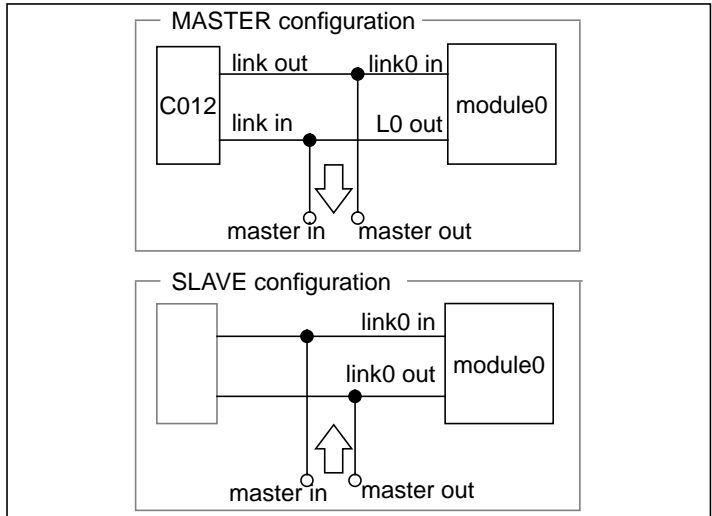 MASTER configuration
link out
link0 in
C012
module0
link in
L0 out
master in
master out
SLAVE configuration
link0 in
module0
link0 out
master in
master out